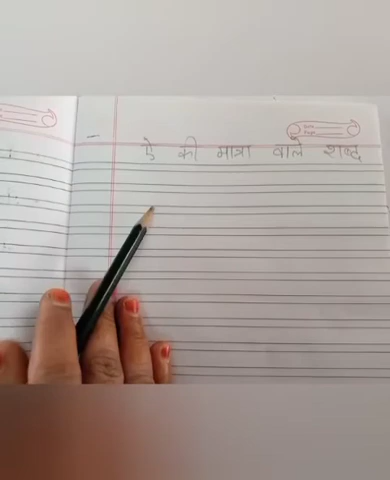 ऐ की मात्रा वाले शब्द